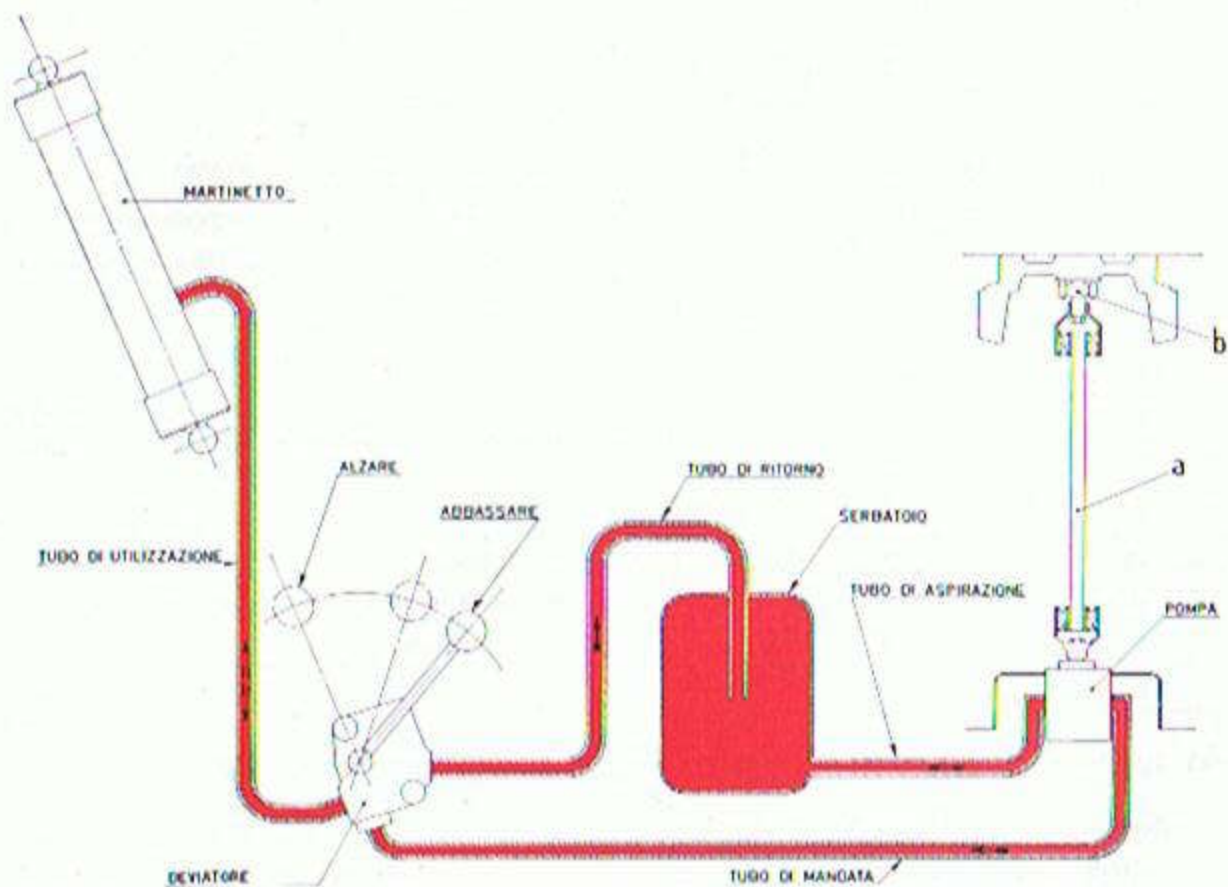 MARTINETTO
b
ALZARE
TUBO DI RITORNO
a
ABBASSARE
SERBATOIO
TUBO DI UTILIZZAZIONE
TUBO DI ASPIRAZIONE
POMPA
DEVIATORE
TUBO DI MANDATA